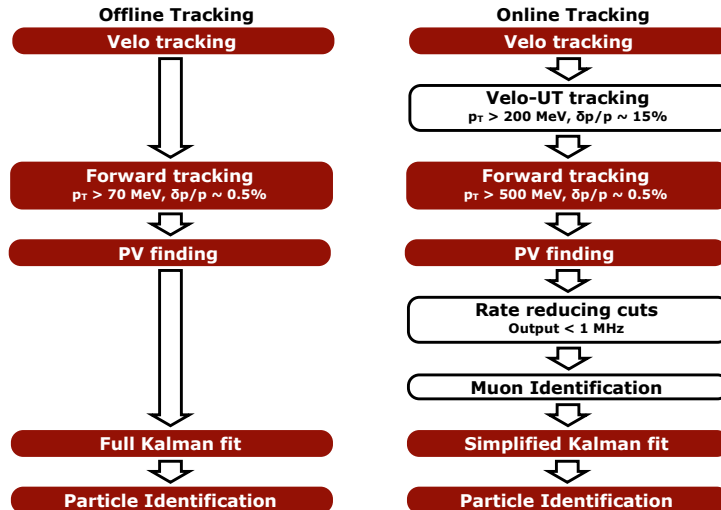 Offline Tracking
Velo tracking
Forward tracking
pT > 70 MeV, δp/p ~ 0.5%
PV finding
Full Kalman fit
Particle Identification
Online Tracking
Velo tracking
Velo-UT tracking
pT > 200 MeV, δp/p ~ 15%
Forward tracking
pT > 500 MeV, δp/p ~ 0.5%
PV finding
Rate reducing cuts
Output < 1 MHz
Muon Identification
Simplified Kalman fit
Particle Identification